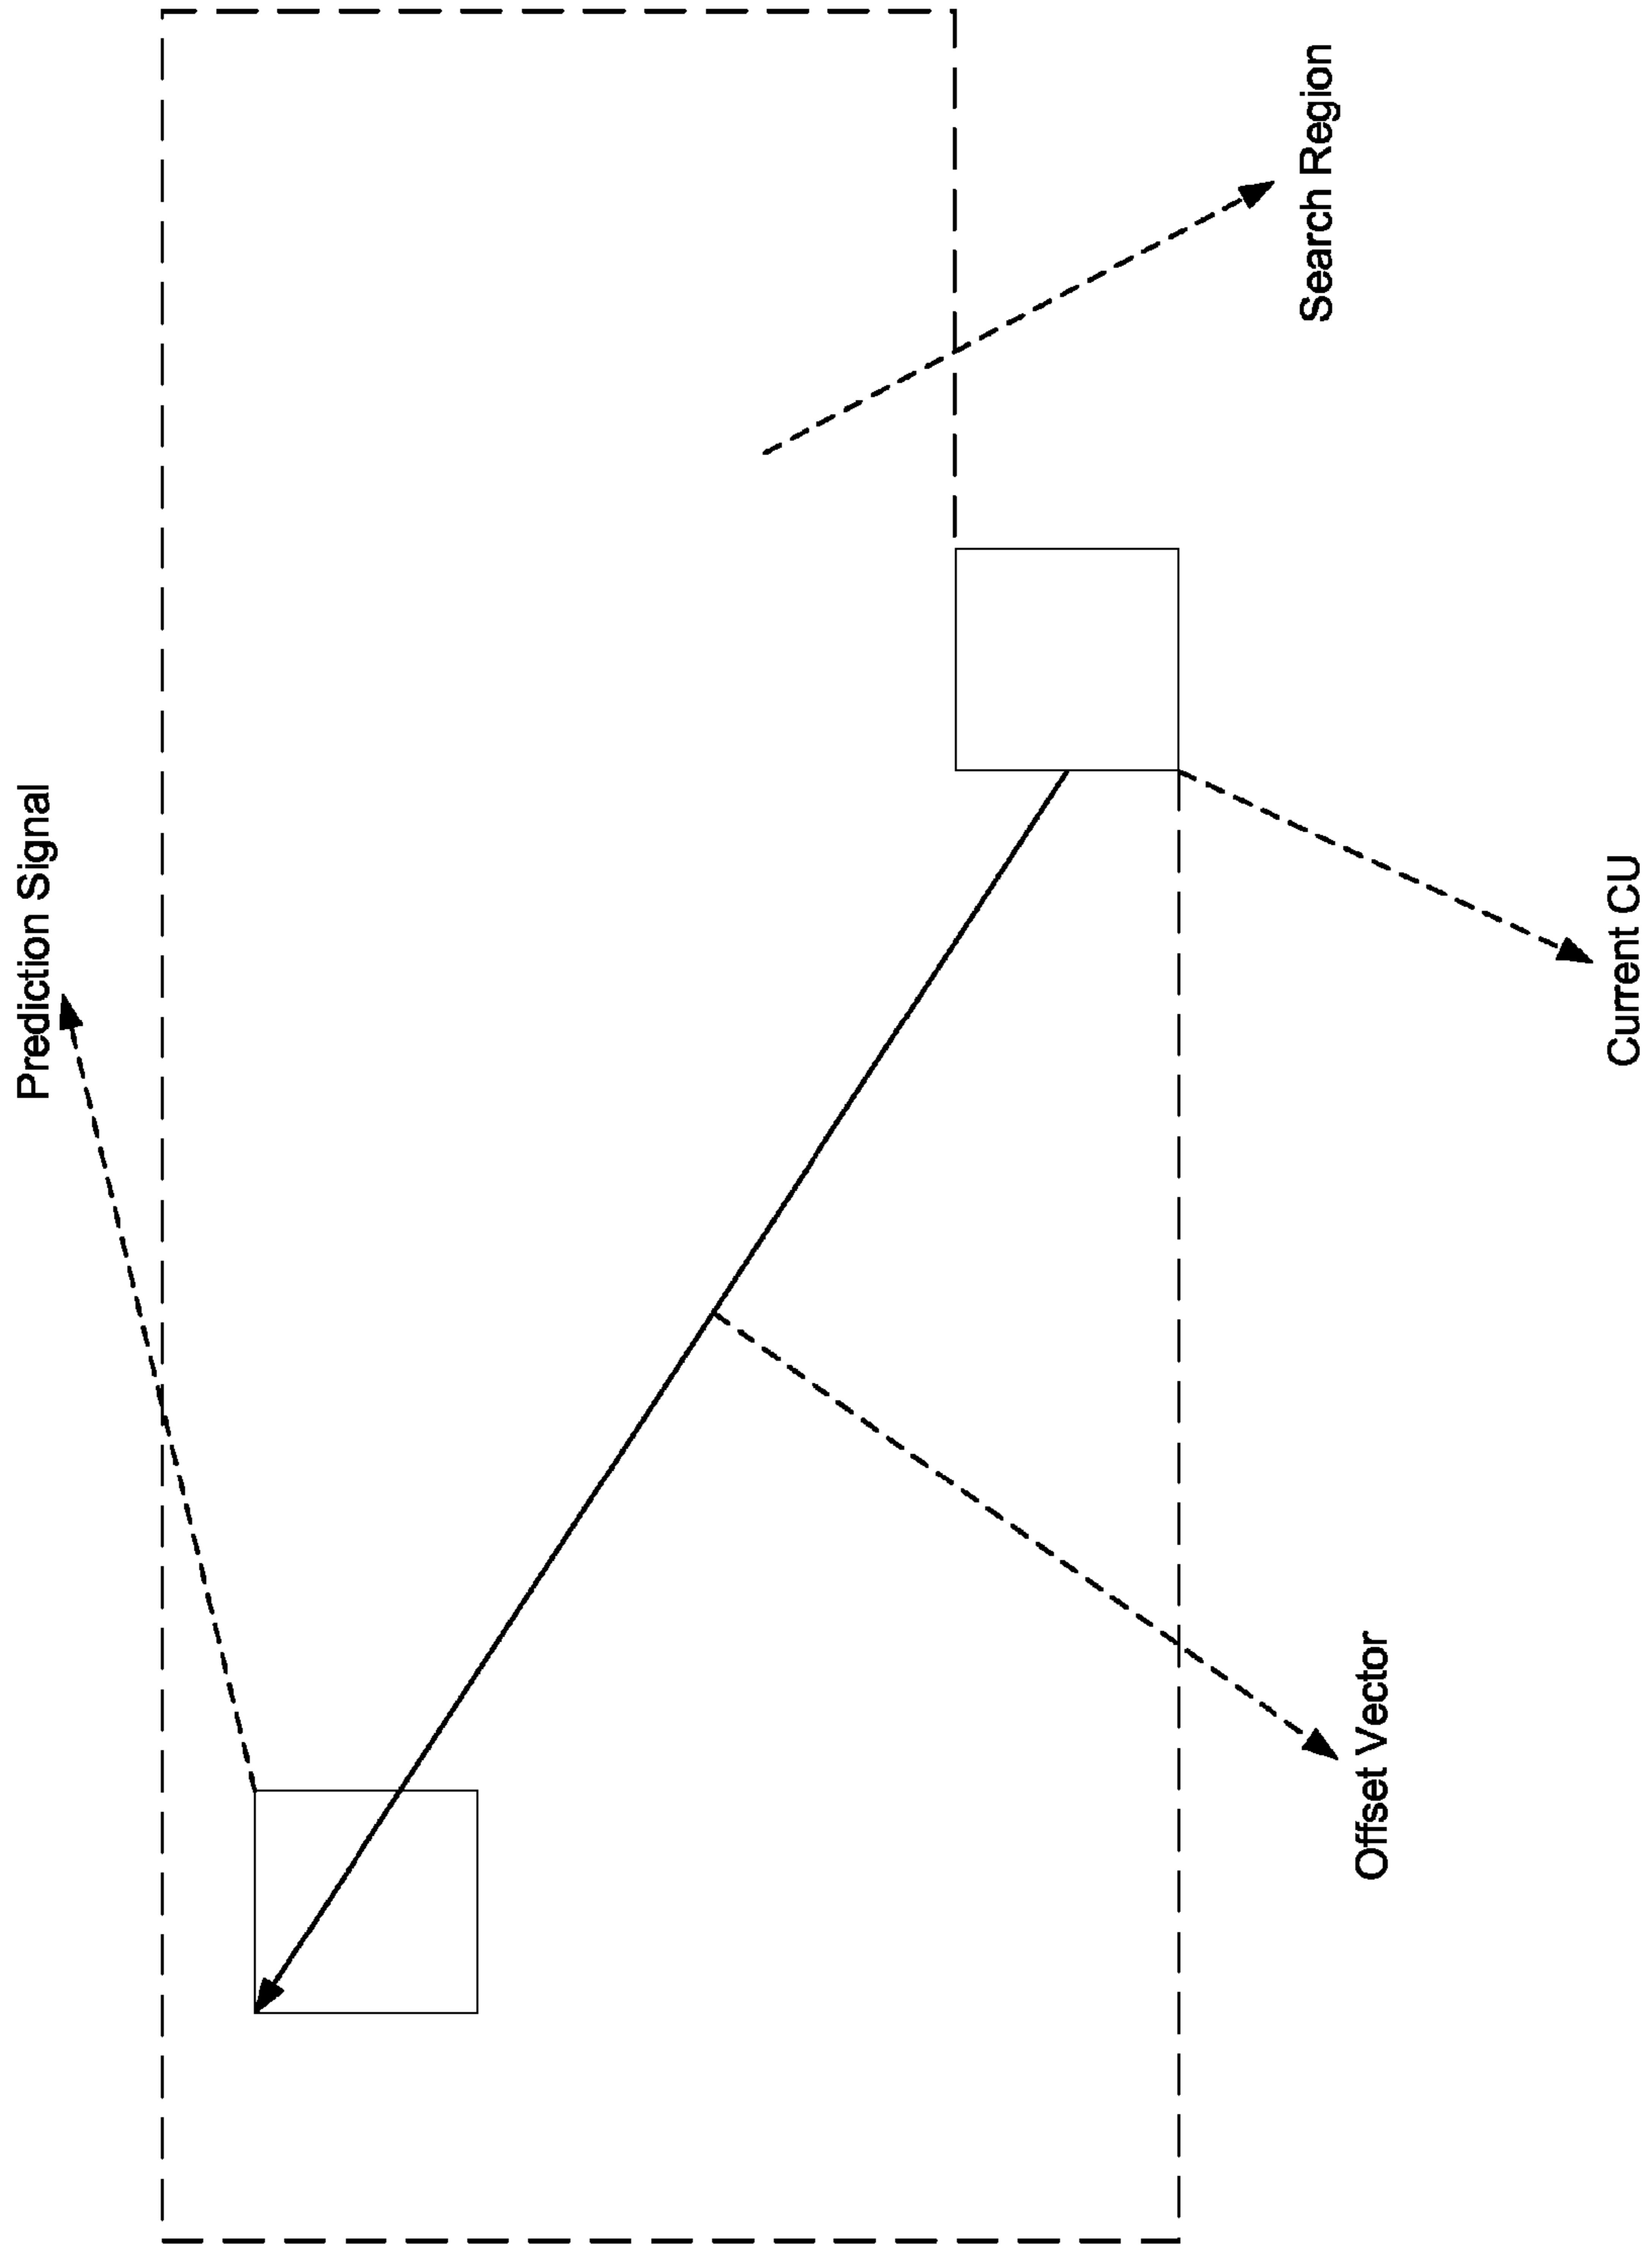 Prediction Signal
Search Region
Current CU
Offset Vector